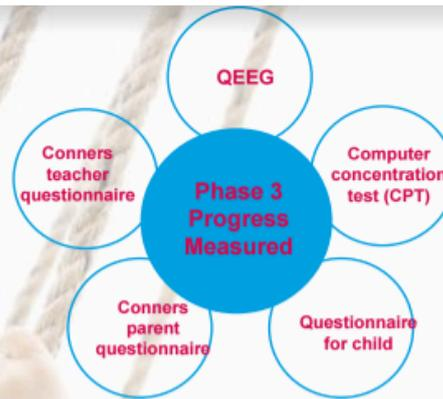 QEEG
Conners
teacher
questionnaire
Computer
concentration
test (CPT)
Phase 3
Progress
Measured
Conners
parent
questionnaire
Questionnaire
for child